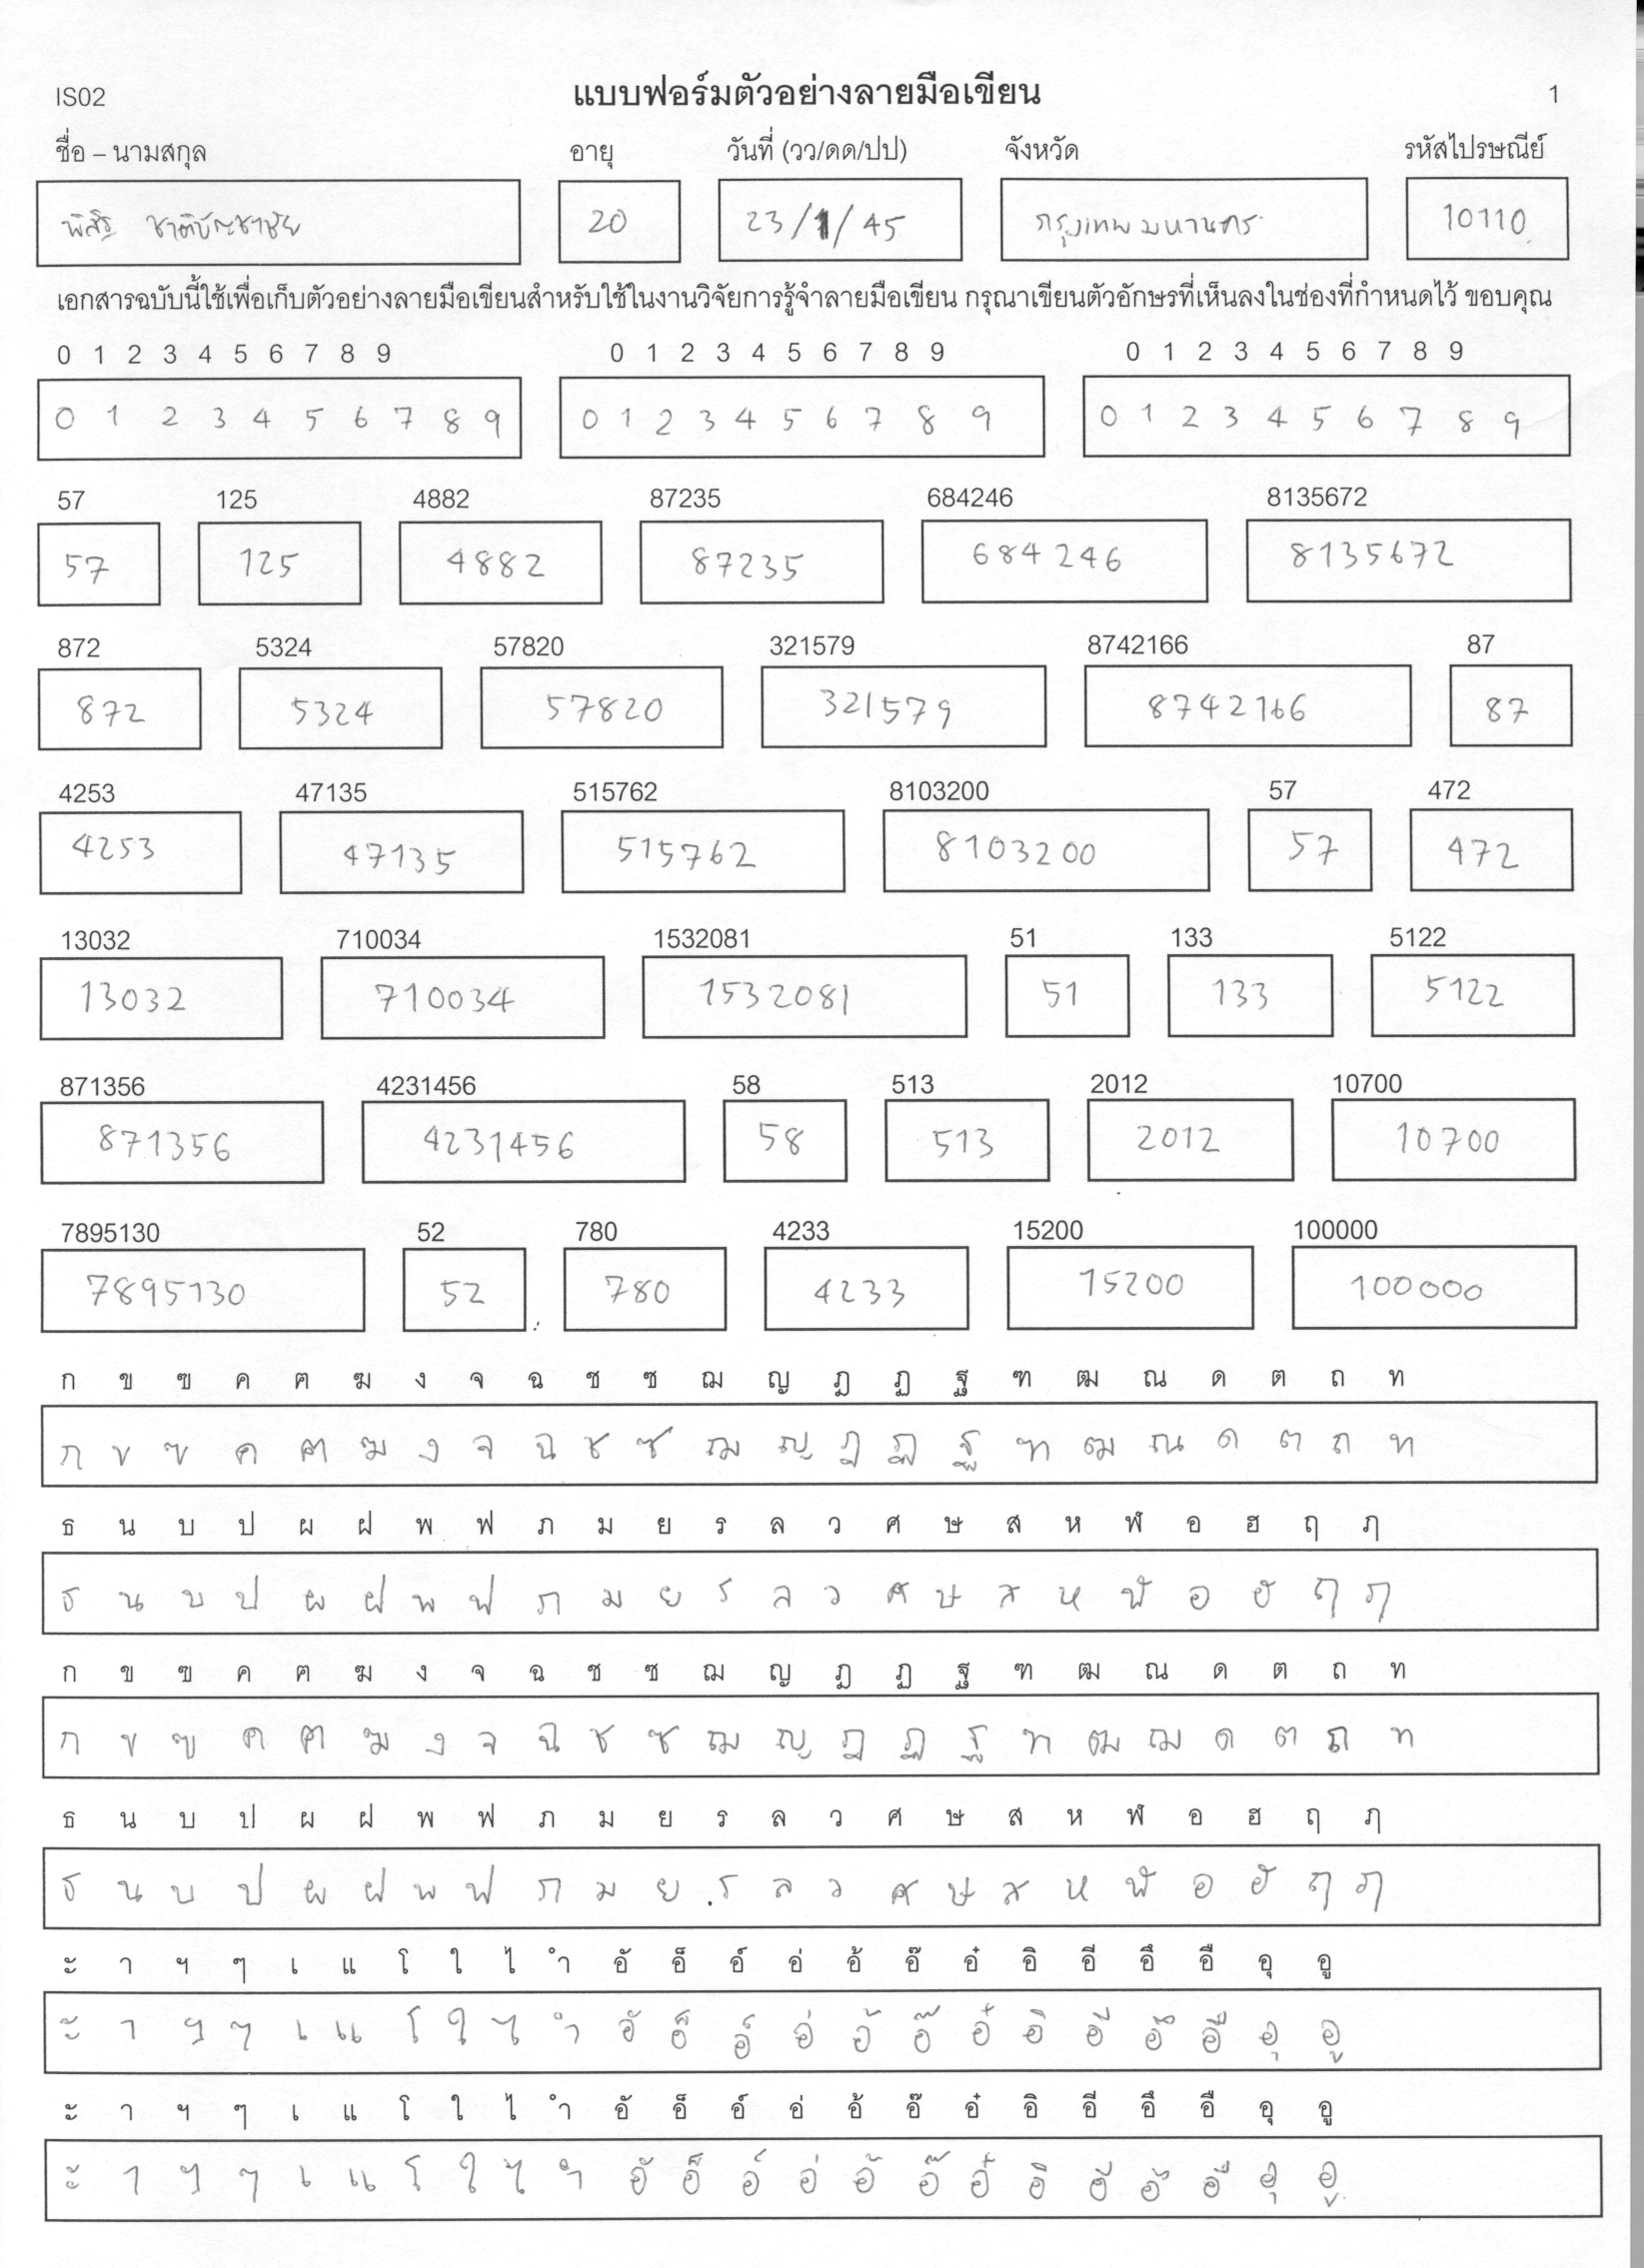 IS02 แบบฟอร์มตัวอย่างลายมือเขียน 1
ชื่อ – นามสกุล อายุ วันที่ (วว/ดด/ปป) จังหวัด รหัสไปรษณีย์
พิสิฐ 20 23/1/45 กรุงเทพมหานคร 10110
เอกสารฉบับนี้ใช้เพื่อเก็บตัวอย่างลายมือเขียนสำหรับใช้ในงานวิจัยการรู้จำลายมือเขียน กรุณาเขียนตัวอักษรที่เห็นลงในช่องที่กำหนดไว้ ขอบคุณ
0 1 2 3 4 5 6 7 8 9 0 1 2 3 4 5 6 7 8 9 0 1 2 3 4 5 6 7 8 9
0 1 2 3 4 5 6 7 8 9 0 1 2 3 4 5 6 7 8 9 0 1 2 3 4 5 6 7 8 9
57 125 4882 87235 684246 8135672
57 125 4882 87235 684246 8135672
872 5324 57820 321579 8742166 87
872 5324 57820 321579 8742166 87
4253 47135 515762 8103200 57 472
4253 47135 515762 8103200 57 472
13032 710034 1532081 51 133 5122
13032 710034 1532081 51 133 5122
871356 4231456 58 513 2012 10700
871356 4231456 58 513 2012 10700
7895130 52 780 4233 15200 100000
7895130 52 780 4233 15200 100000
ก ข ฃ ค ฅ ฆ ง จ ฉ ช ซ ฌ ญ ฎ ฏ ฐ ฑ ฒ ณ ด ต ถ ท
ก ข ฃ ค ฅ ฆ ง จ ฉ ช ซ ฌ ญ ฎ ฏ ฐ ฑ ฒ ณ ด ต ถ ท
ธ น บ ป ผ ฝ พ ฟ ภ ม ย ร ล ว ศ ษ ส ห ฬ อ ฮ ฤ ฦ
ธ น บ ป ผ ฝ พ ฟ ภ ม ย ร ล ว ศ ษ ส ห ฬ อ ฮ ฤ ฦ
ก ข ฃ ค ฅ ฆ ง จ ฉ ช ซ ฌ ญ ฎ ฏ ฐ ฑ ฒ ณ ด ต ถ ท
ก ข ฃ ค ฅ ฆ ง จ ฉ ช ซ ฌ ญ ฎ ฏ ฐ ฑ ฒ ฌ ด ต ถ ท
ธ น บ ป ผ ฝ พ ฟ ภ ม ย ร ล ว ศ ษ ส ห ฬ อ ฮ ฤ ฦ
ธ น บ ป ผ ฝ พ ฟ ภ ม ย ร ล ว ศ ษ ส ห ฬ อ ฮ ฤ ฦ
ะ า ฯ ๆ เ แ โ ใ ไ ำ อั อ็ อ์ อ่ อ้ อ๊ อ๋ อิ อี อึ อื อุ อู
ะ า ฯ ๆ เ แ โ ใ ไ ำ อั อ็ อ์ อ่ อ้ อ๊ อ๋ อิ อี อึ อื อุ อู
ะ า ฯ ๆ เ แ โ ใ ไ ำ อั อ็ อ์ อ่ อ้ อ๊ อ๋ อิ อี อึ อื อุ อู
ะ า ฯ ๆ เ แ โ ใ ไ ำ อั อ็ อ์ อ่ อ้ อ๊ อ๋ อิ อี อึ อื อุ อู